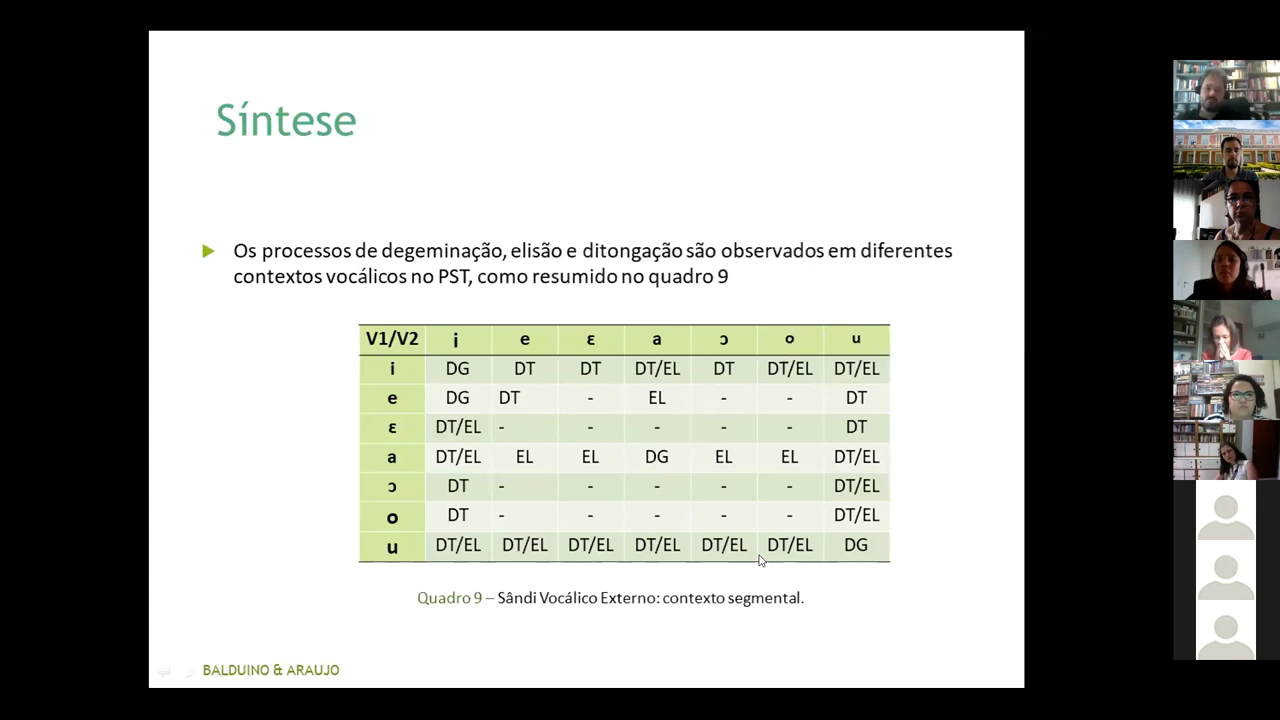 Síntese
Os processos de degeminação, elisão e ditongação são observados em diferentes
contextos vocálicos no PST, como resumido no quadro 9
V1/V2 i e ɛ a ɔ o u
i DG DT DT DT/EL DT DT/EL DT/EL
e DG DT - EL - - DT
ɛ DT/EL - - - - - DT
a DT/EL EL EL DG EL EL DT/EL
ɔ DT - - - - - DT/EL
o DT - - - - - DT/EL
u DT/EL DT/EL DT/EL DT/EL DT/EL DT/EL DG
Quadro 9 – Sândi Vocálico Externo: contexto segmental.
BALDUINO & ARAUJO